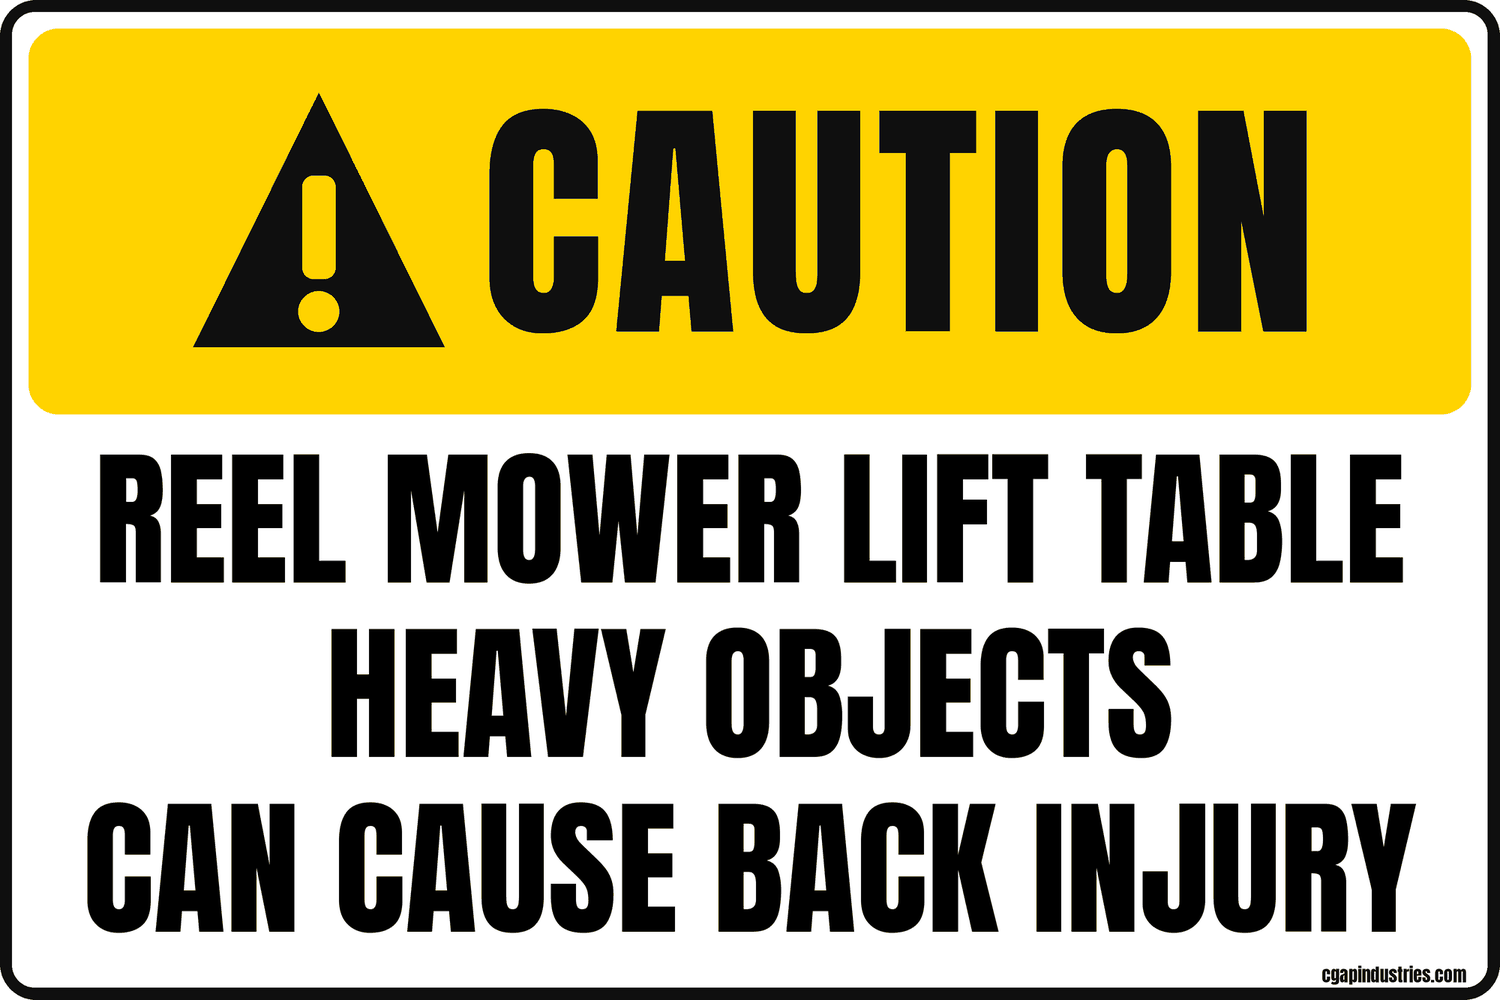 CAUTION
REEL MOWER LIFT TABLE
HEAVY OBJECTS
CAN CAUSE BACK INJURY
cgapindustries.com